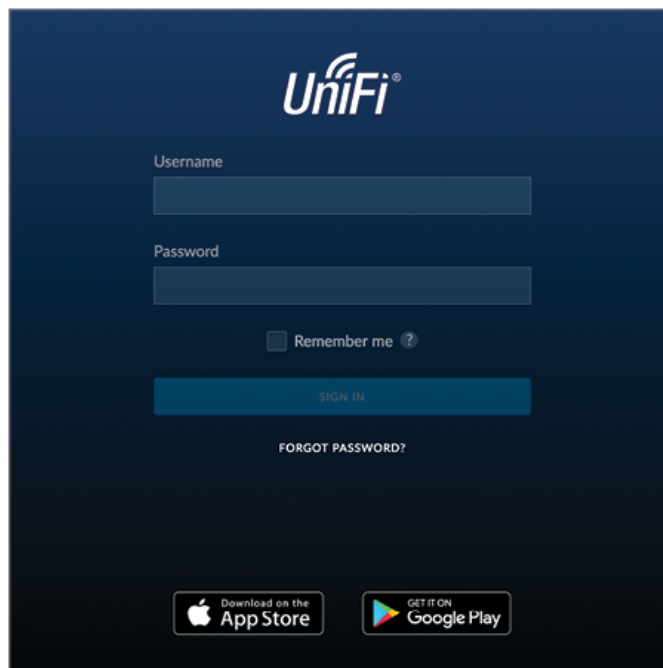 UniFi®
Username
Password
Remember me ?
SIGN IN
FORGOT PASSWORD?
Download on the
App Store
GET IT ON
Google Play